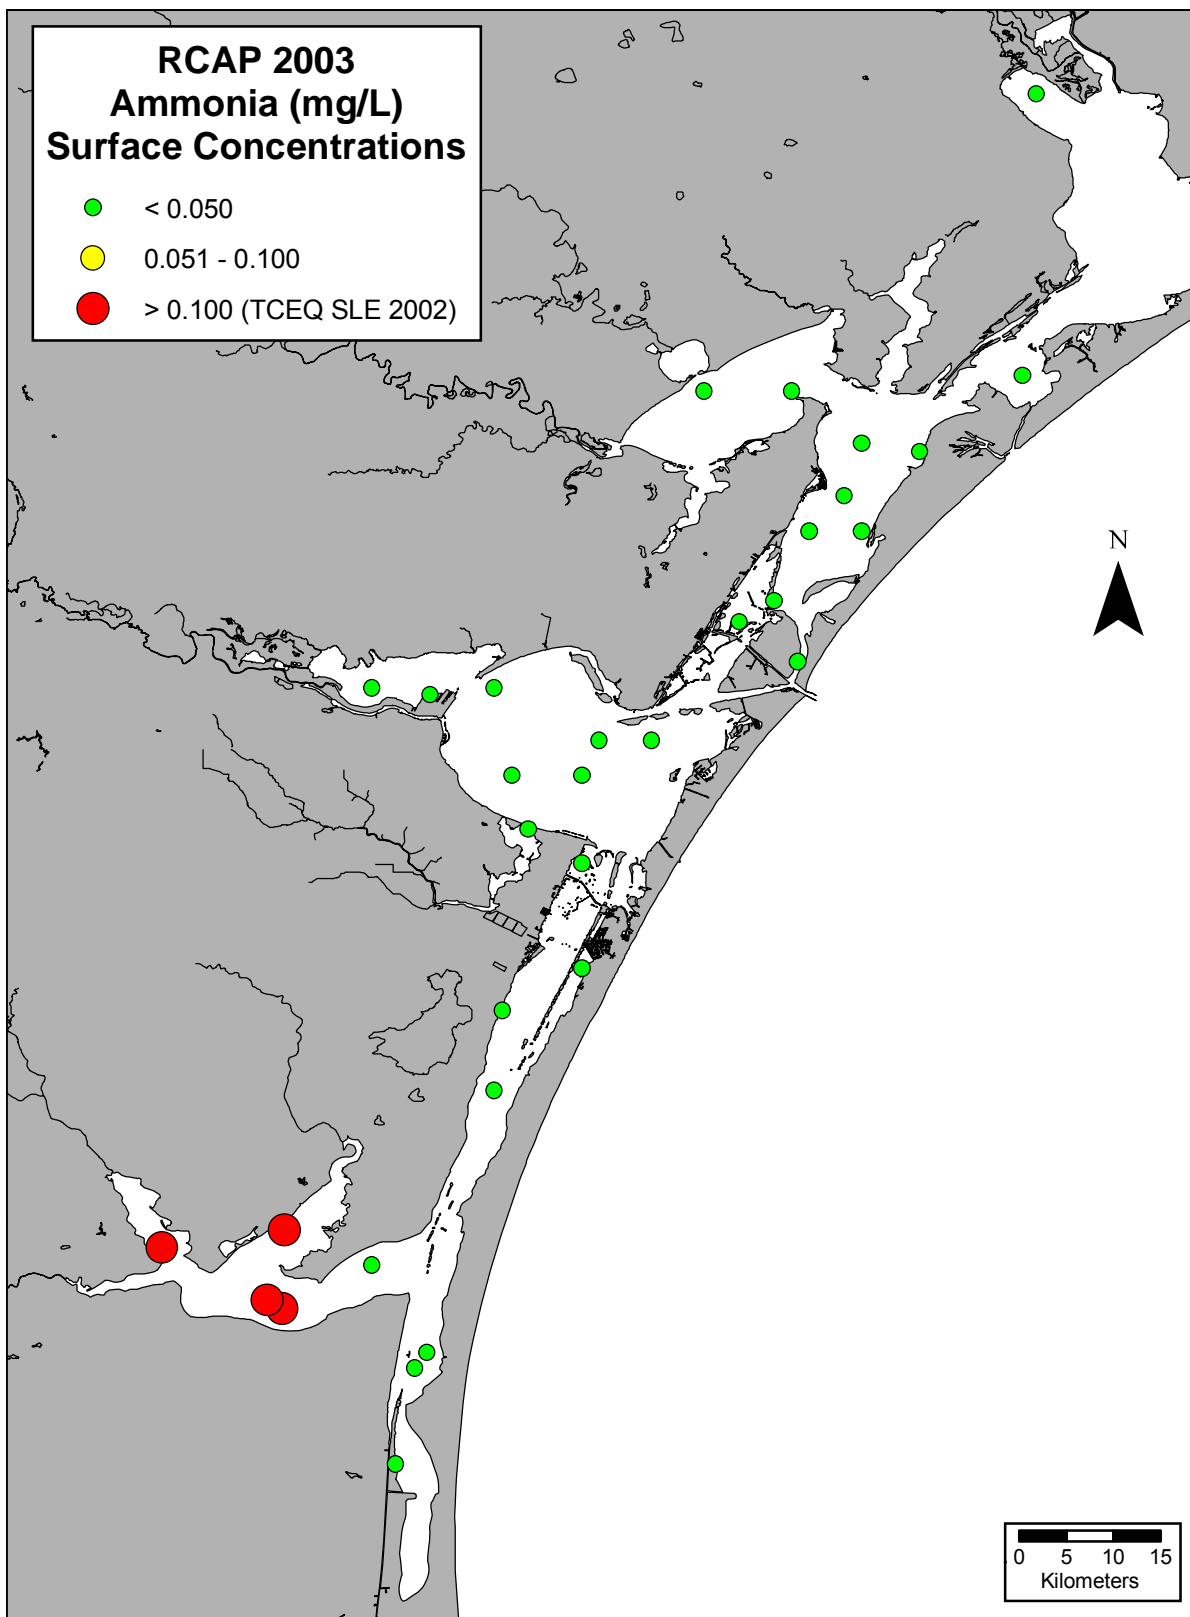 RCAP 2003
Ammonia (mg/L)
Surface Concentrations
< 0.050
0.051 - 0.100
> 0.100 (TCEQ SLE 2002)
N
0 5 10 15
Kilometers